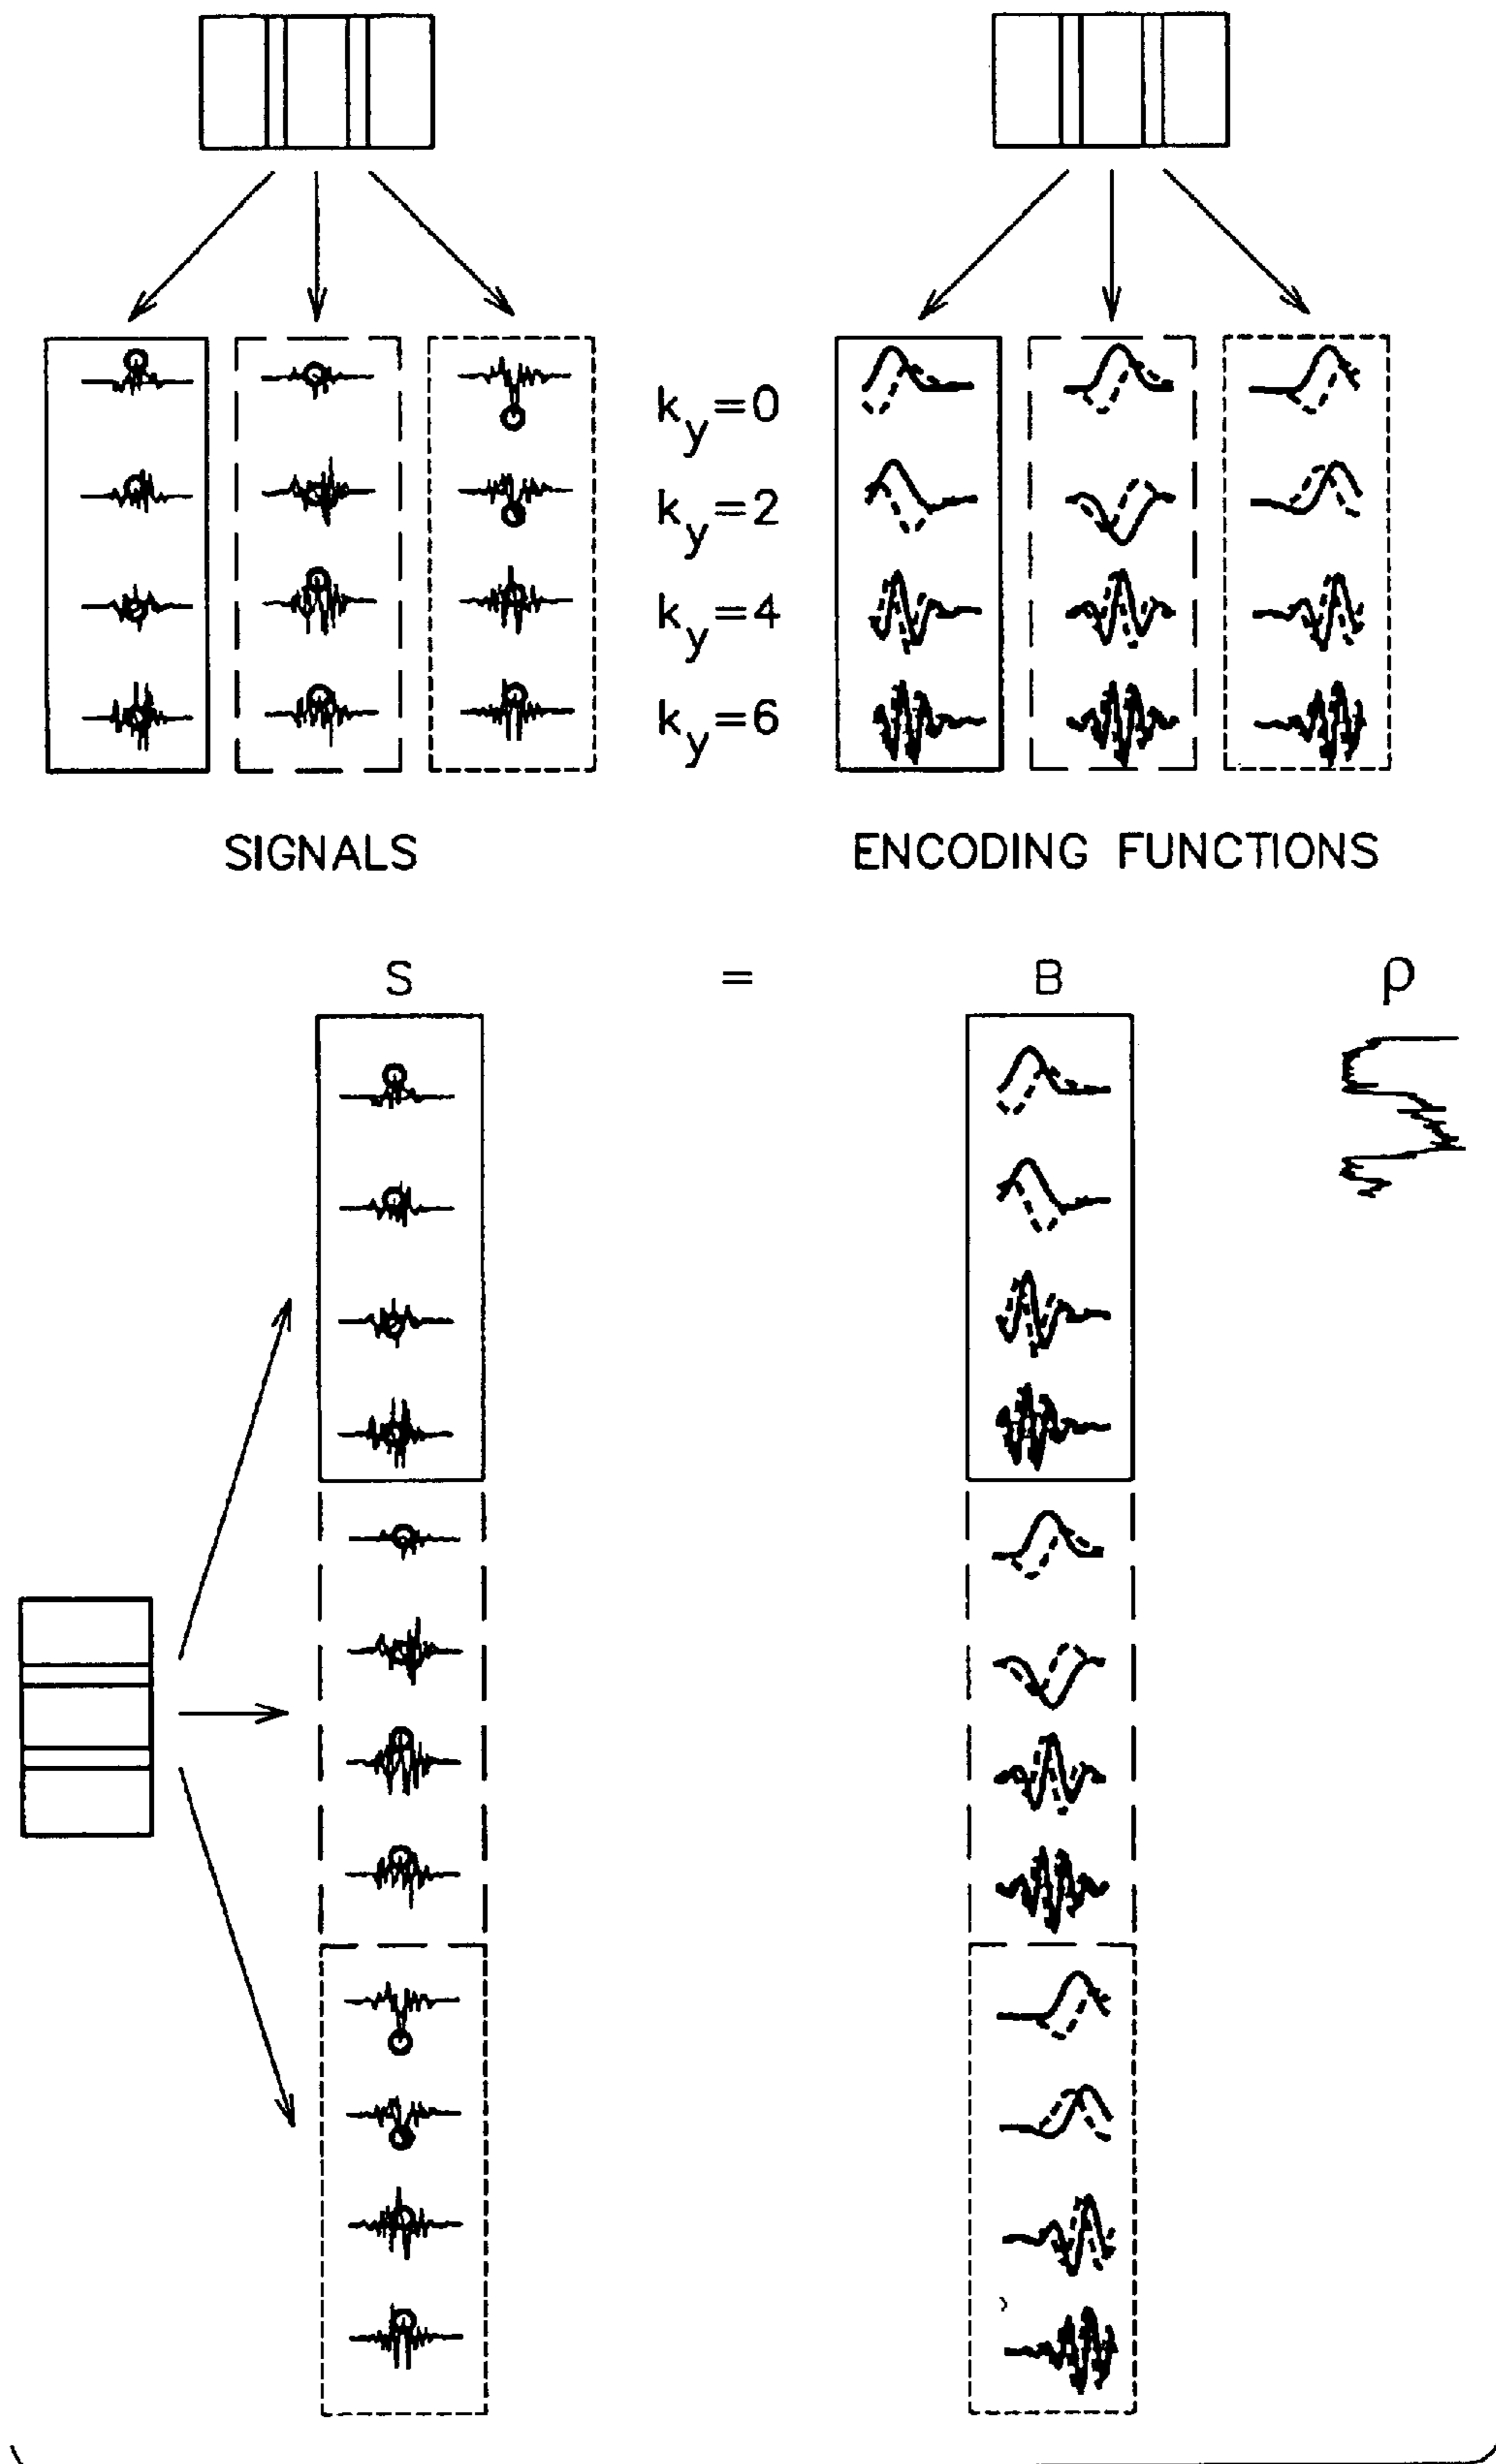 k_y=0
k_y=2
k_y=4
k_y=6
SIGNALS
ENCODING FUNCTIONS
S = B ρ